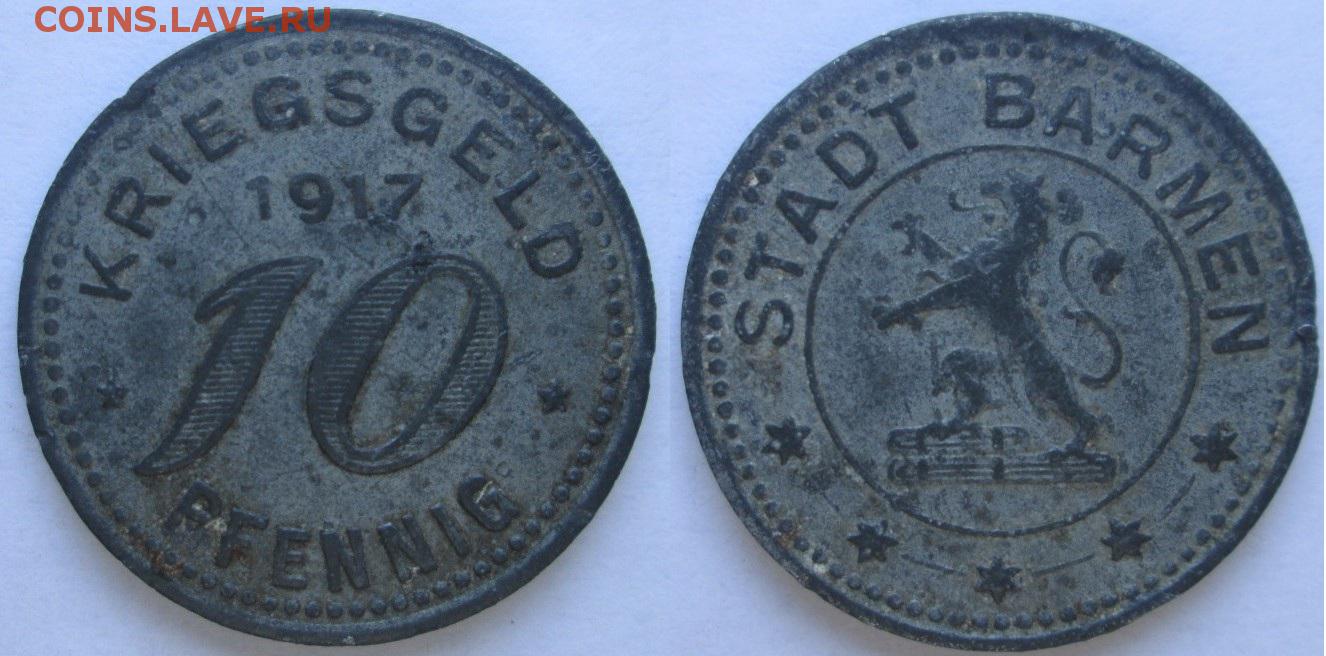 COINS.LAVE.RU
KRIEGSGELD
1917
10
PFENNIG
STADT BARMEN